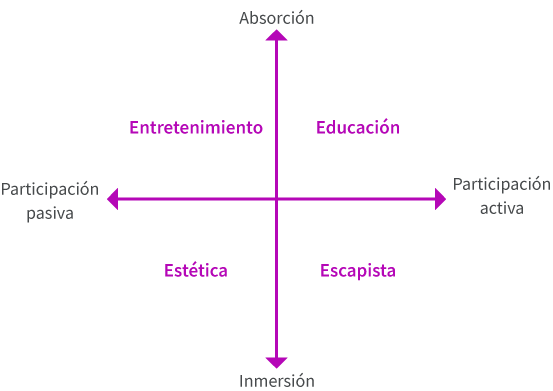 Absorción
Entretenimiento
Educación
Participación
pasiva
Participación
activa
Estética
Escapista
Inmersión